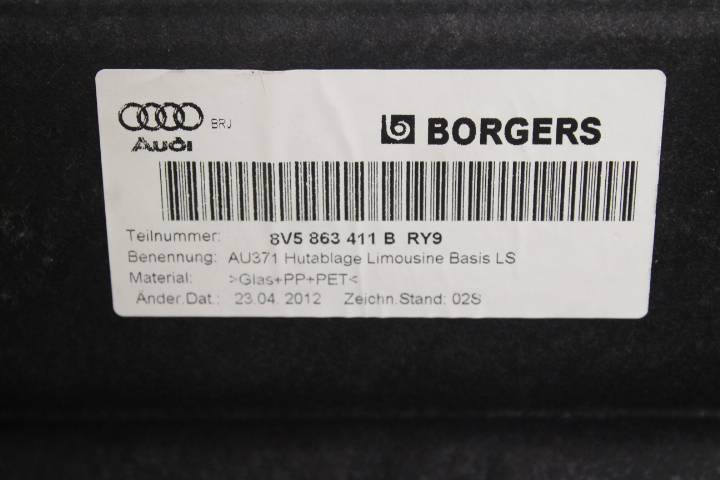 BRJ
Audi
BORGERS
Teilnummer: 8V5 863 411 B RY9
Benennung: AU371 Hutablage Limousine Basis LS
Material: >Glas+PP+PET<
Änder.Dat.: 23.04.2012 Zeichn.Stand: 02S